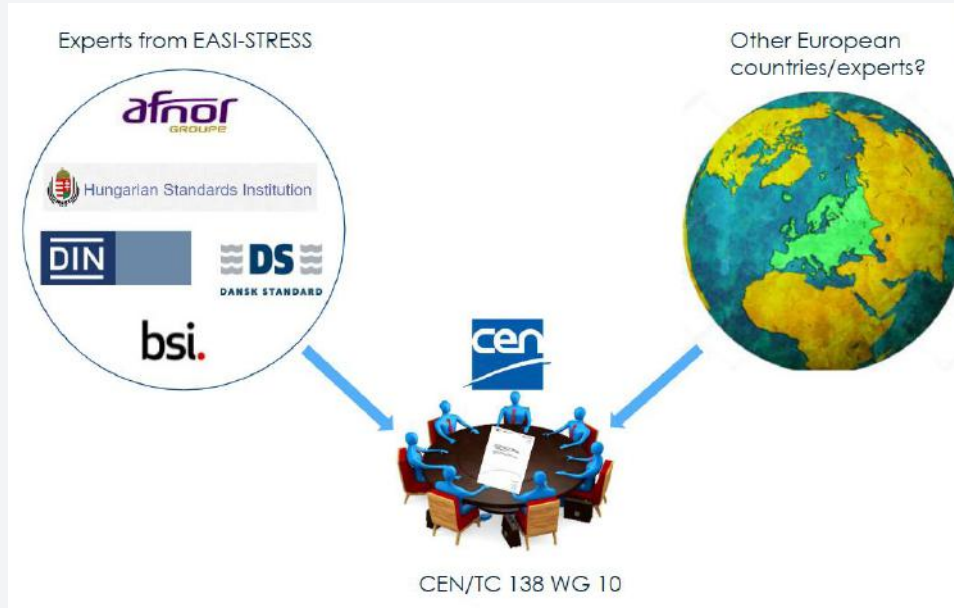 Experts from EASI-STRESS
afnor
GROUPE
Hungarian Standards Institution
DIN
DS
DANSK STANDARD
bsi.
Other European
countries/experts?
cen
CEN/TC 138 WG 10